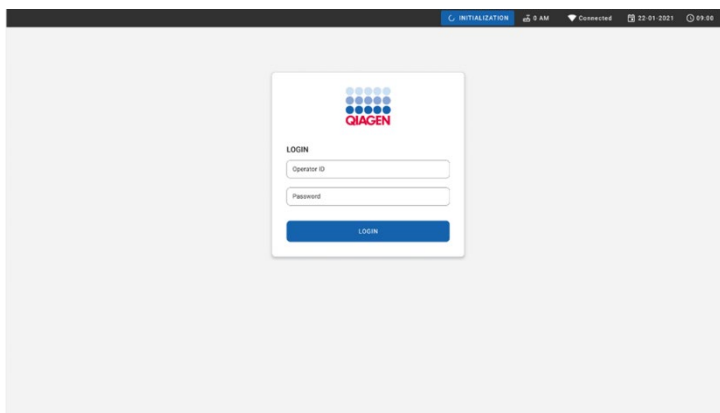 INITIALIZATION 0 AM Connected 22-01-2021 09:00
QIAGEN
LOGIN
Operator ID
Password
LOGIN